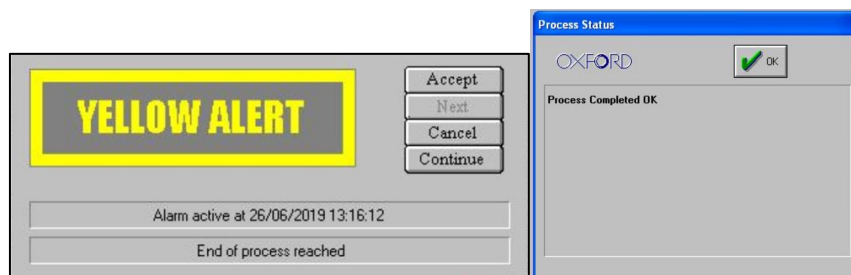 YELLOW ALERT
Accept
Next
Cancel
Continue
Alarm active at 26/06/2019 13:16:12
End of process reached
Process Status
OXFORD
OK
Process Completed OK